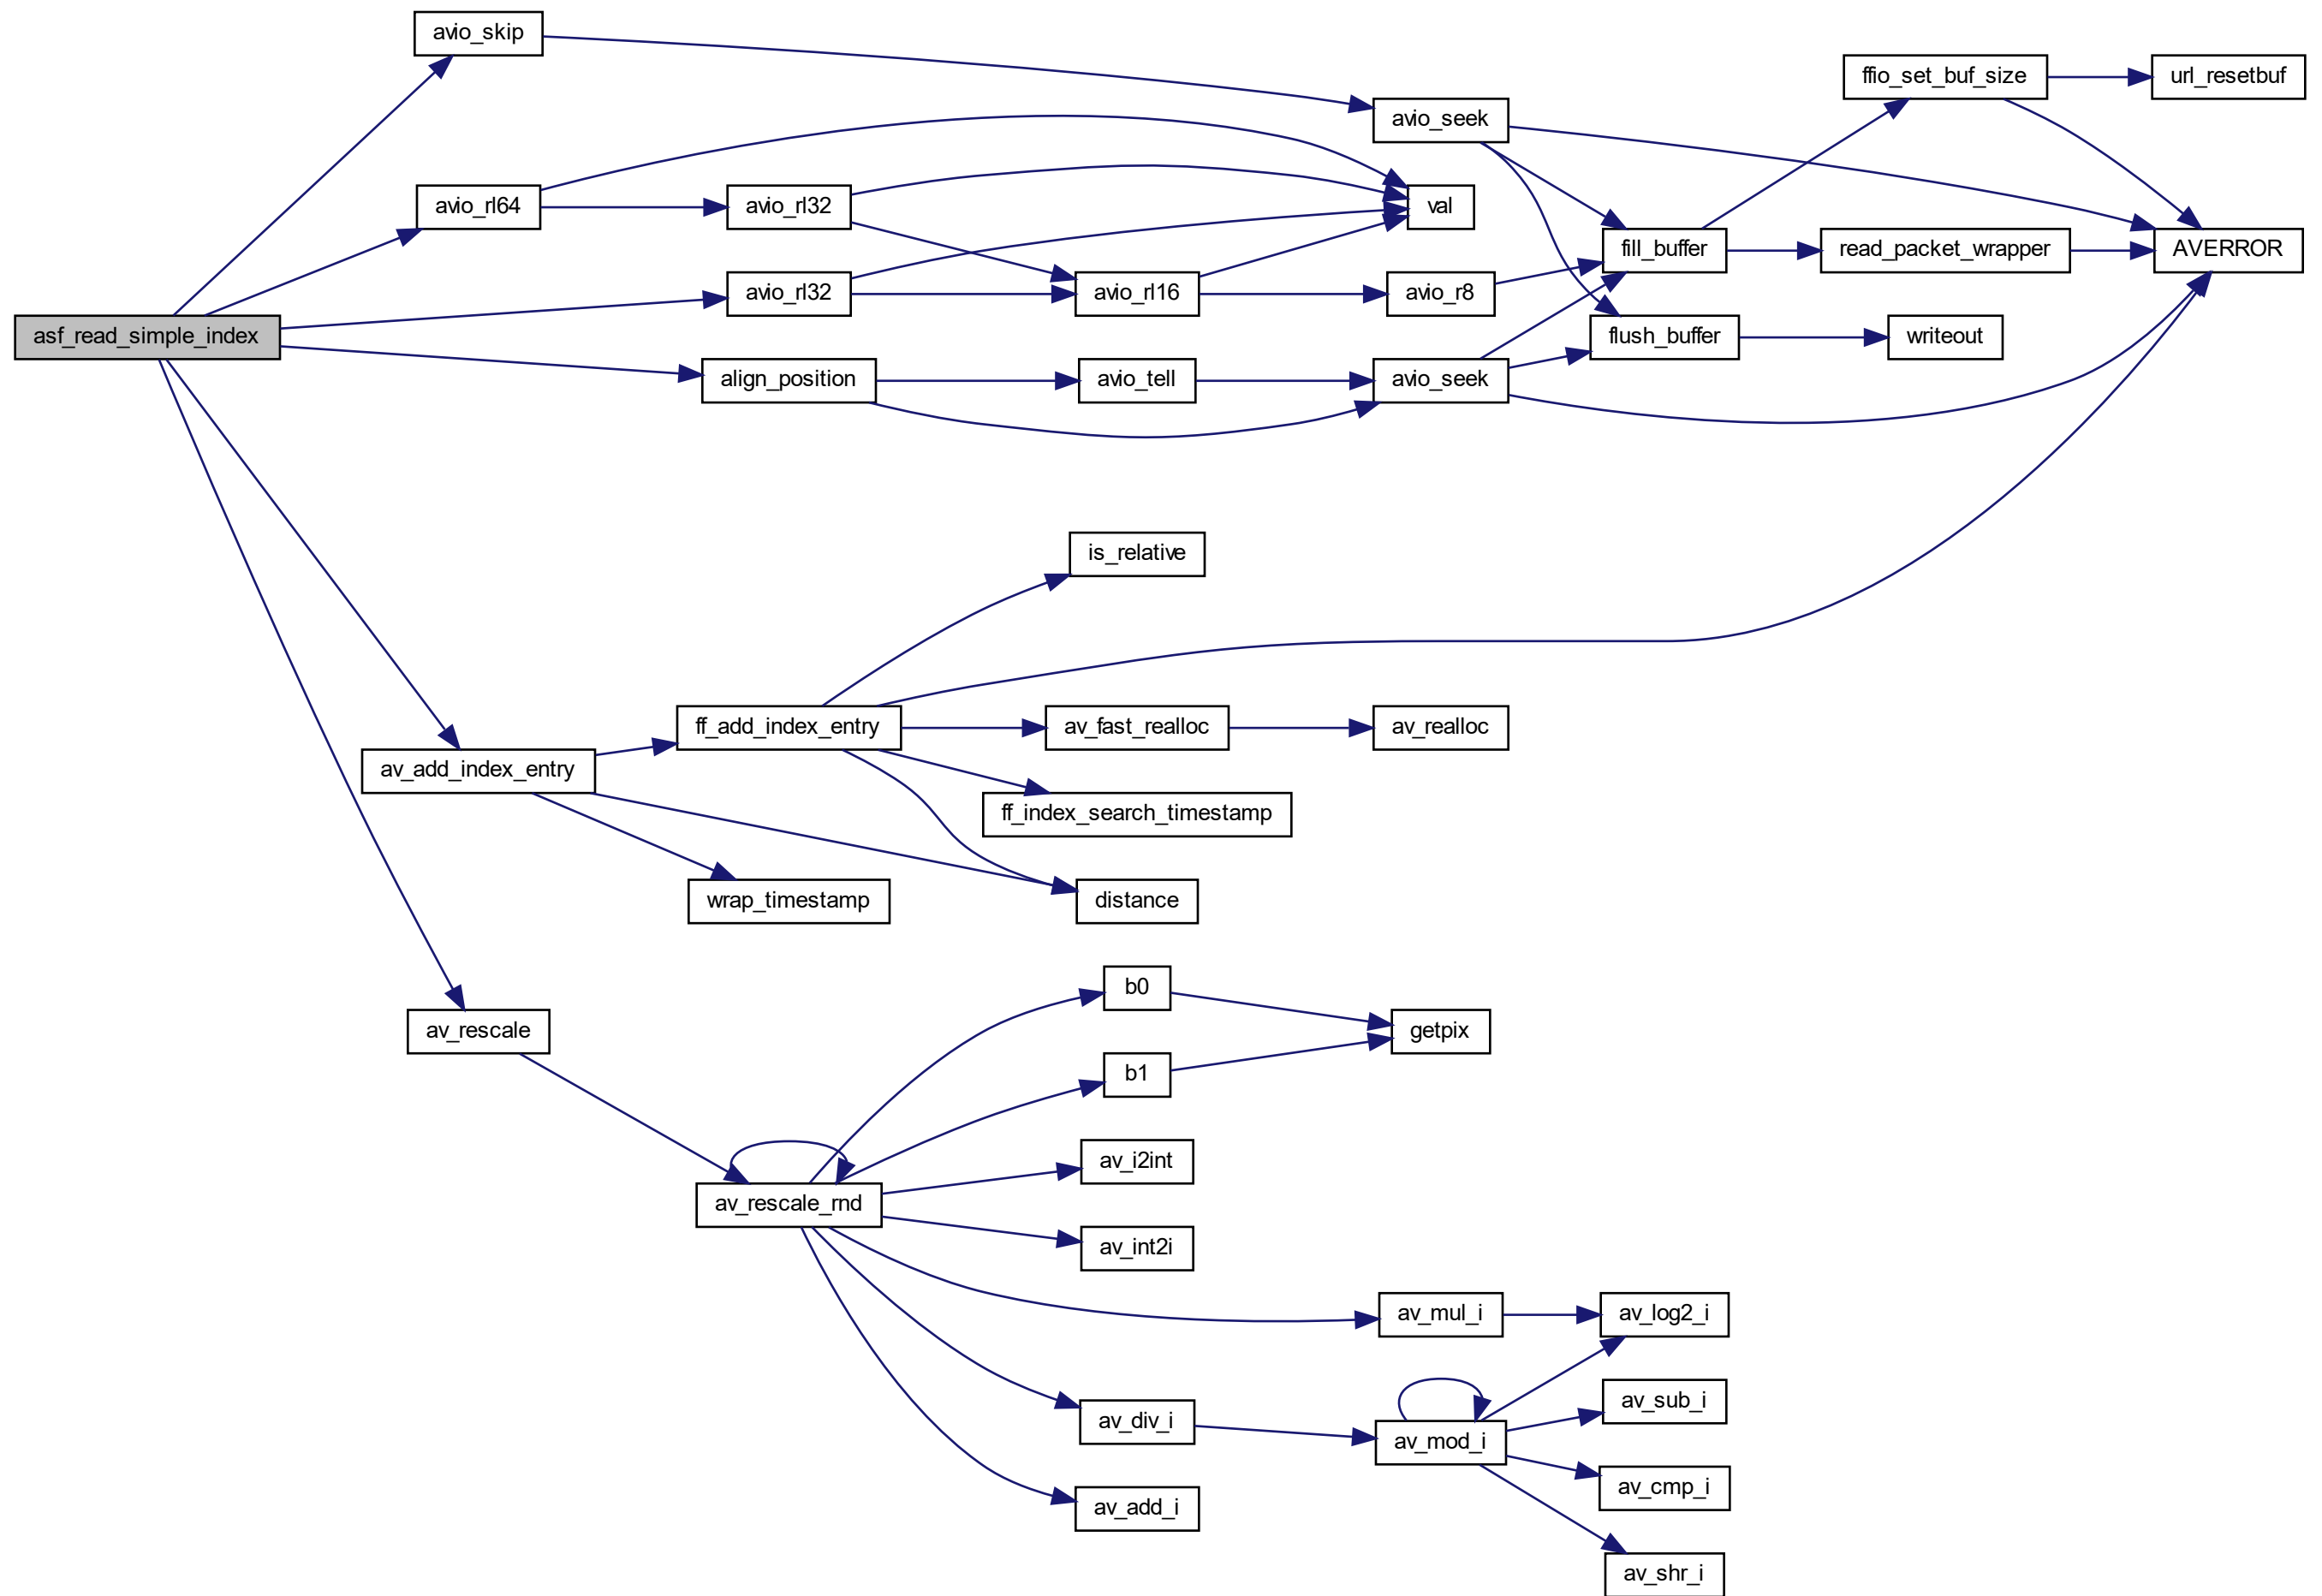 avio_skip
ffio_set_buf_size
url_resetbuf
avio_seek
avio_rl64
avio_rl32
val
fill_buffer
read_packet_wrapper
AVERROR
avio_rl32
avio_rl16
avio_r8
asf_read_simple_index
flush_buffer
writeout
align_position
avio_tell
avio_seek
is_relative
ff_add_index_entry
av_fast_realloc
av_realloc
av_add_index_entry
ff_index_search_timestamp
wrap_timestamp
distance
b0
av_rescale
getpix
b1
av_i2int
av_rescale_rnd
av_int2i
av_mul_i
av_log2_i
av_sub_i
av_div_i
av_mod_i
av_cmp_i
av_add_i
av_shr_i